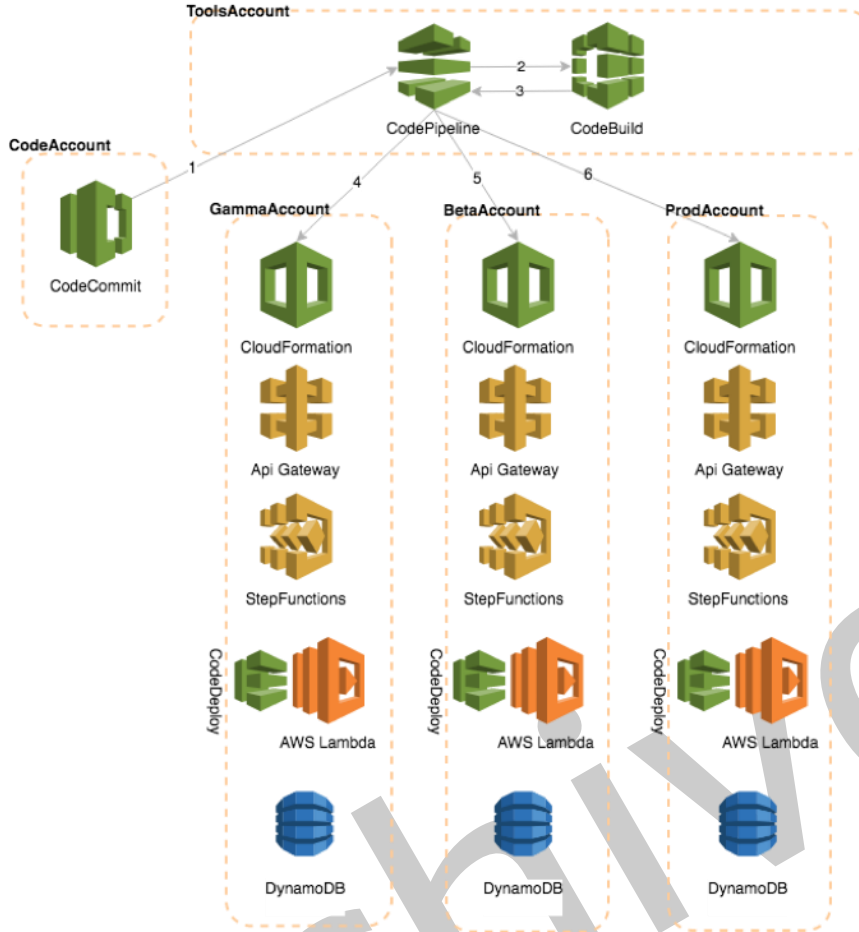 ToolsAccount
2
3
CodePipeline
CodeBuild
CodeAccount
1
4
5
6
CodeCommit
GammaAccount
BetaAccount
ProdAccount
CloudFormation
CloudFormation
CloudFormation
Api Gateway
Api Gateway
Api Gateway
StepFunctions
StepFunctions
StepFunctions
CodeDeploy
CodeDeploy
CodeDeploy
AWS Lambda
AWS Lambda
AWS Lambda
DynamoDB
DynamoDB
DynamoDB